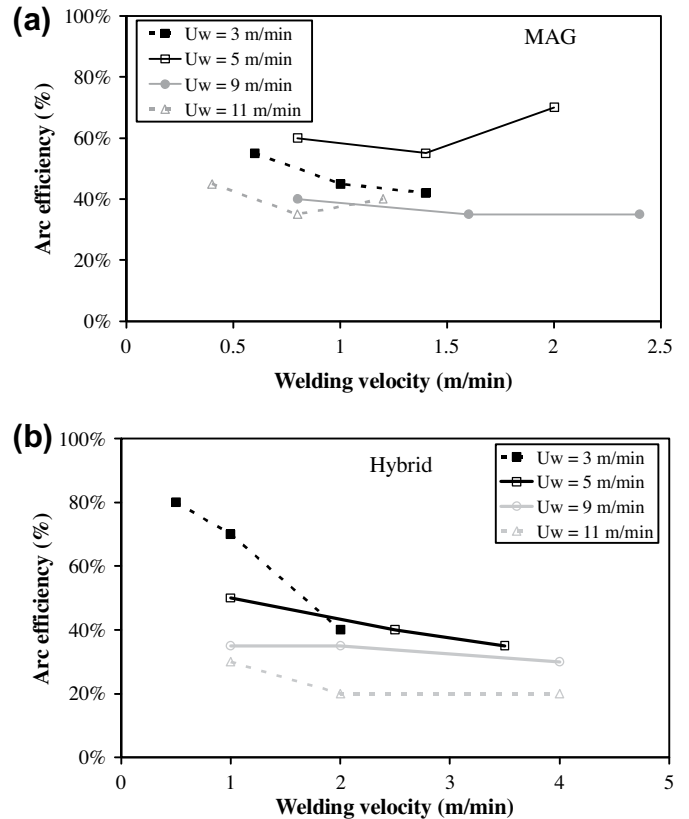 (a)
100%
80%
60%
40%
20%
0%
Arc efficiency (%)
Uw = 3 m/min
Uw = 5 m/min
Uw = 9 m/min
Uw = 11 m/min
MAG
0 0.5 1 1.5 2 2.5
Welding velocity (m/min)
(b)
100%
80%
60%
40%
20%
0%
Arc efficiency (%)
Hybrid
Uw = 3 m/min
Uw = 5 m/min
Uw = 9 m/min
Uw = 11 m/min
0 1 2 3 4 5
Welding velocity (m/min)